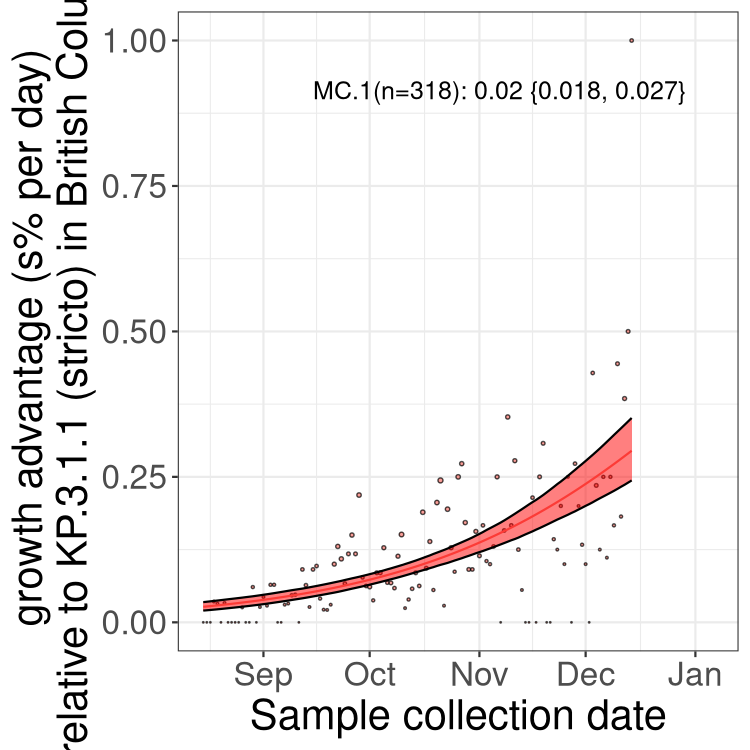 growth advantage (s% per day)
relative to KP.3.1.1 (stricto) in British Colu
1.00
0.75
0.50
0.25
0.00
MC.1(n=318): 0.02 {0.018, 0.027}
Sep Oct Nov Dec Jan
Sample collection date